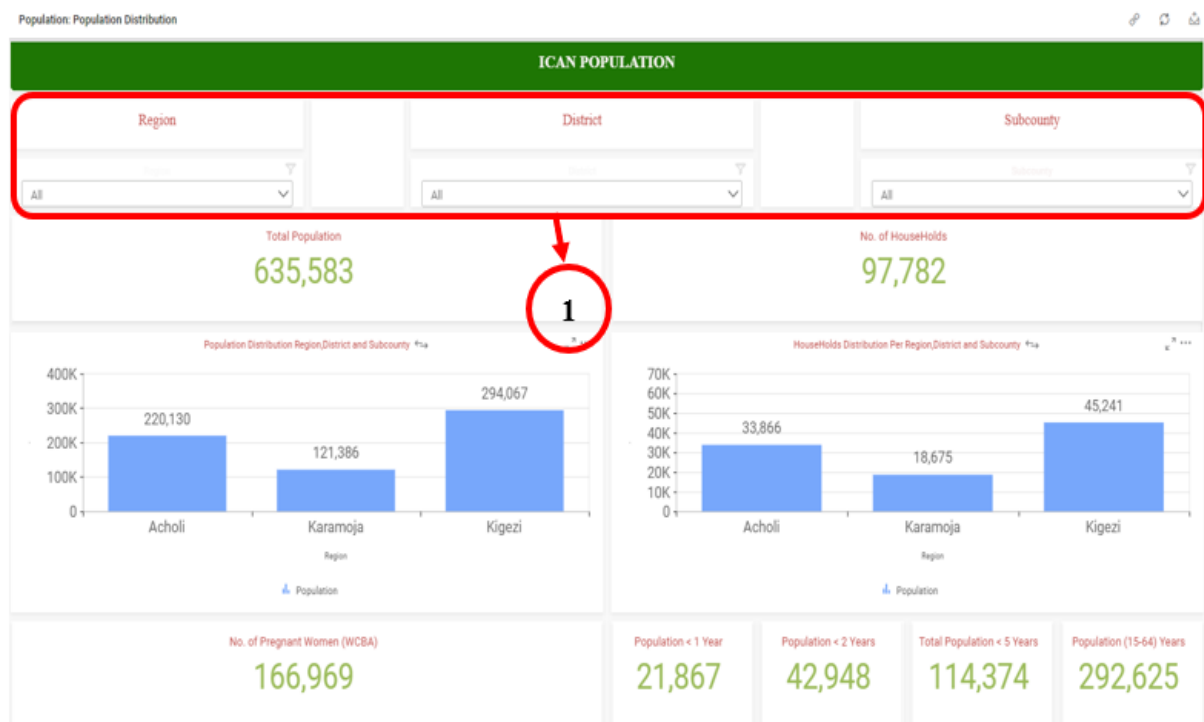 Population: Population Distribution
ICAN POPULATION
Region District Subcounty
All All All
Total Population No. of HouseHolds
635,583 97,782
1
Population Distribution Region,District and Subcounty
400K
300K
200K
100K
0
220,130 121,386 294,067
Acholi Karamoja Kigezi
Region
Population
HouseHolds Distribution Per Region,District and Subcounty
70K
60K
50K
40K
30K
20K
10K
0
33,866 18,675 45,241
Acholi Karamoja Kigezi
Region
Population
No. of Pregnant Women (WCBA)
166,969
Population < 1 Year
21,867
Population < 2 Years
42,948
Total Population < 5 Years
114,374
Population (15-64) Years
292,625